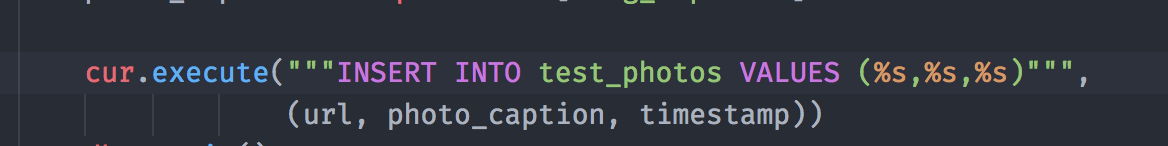 cur.execute("""INSERT INTO test_photos VALUES (%s,%s,%s)""",
(url, photo_caption, timestamp))